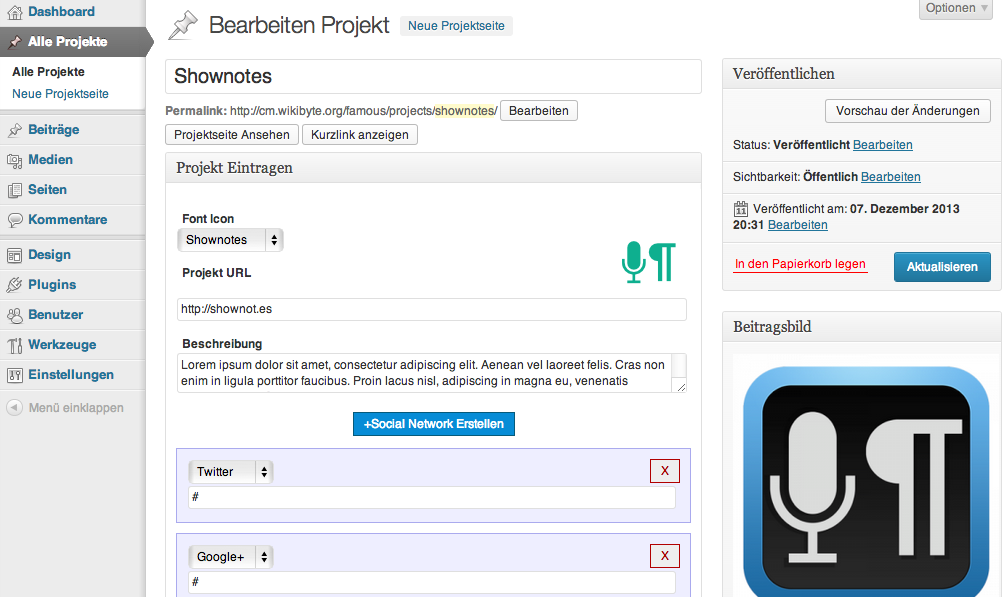 Dashboard
Alle Projekte
Alle Projekte
Neue Projektseite
Beiträge
Medien
Seiten
Kommentare
Design
Plugins
Benutzer
Werkzeuge
Einstellungen
Menü einklappen
Optionen
Bearbeiten Projekt Neue Projektseite
Shownotes
Permalink: http://cm.wikibyte.org/famous/projects/shownotes/ Bearbeiten
Projektseite Ansehen Kurzlink anzeigen
Projekt Eintragen
Font Icon
Shownotes
Projekt URL
http://shownot.es
Beschreibung
Lorem ipsum dolor sit amet, consectetur adipiscing elit. Aenean vel laoreet felis. Cras non
enim in ligula porttitor faucibus. Proin lacus nisl, adipiscing in magna eu, venenatis
+Social Network Erstellen
Twitter X
#
Google+ X
#
Veröffentlichen
Vorschau der Änderungen
Status: Veröffentlicht Bearbeiten
Sichtbarkeit: Öffentlich Bearbeiten
11 Veröffentlicht am: 07. Dezember 2013
20:31 Bearbeiten
In den Papierkorb legen Aktualisieren
Beitragsbild